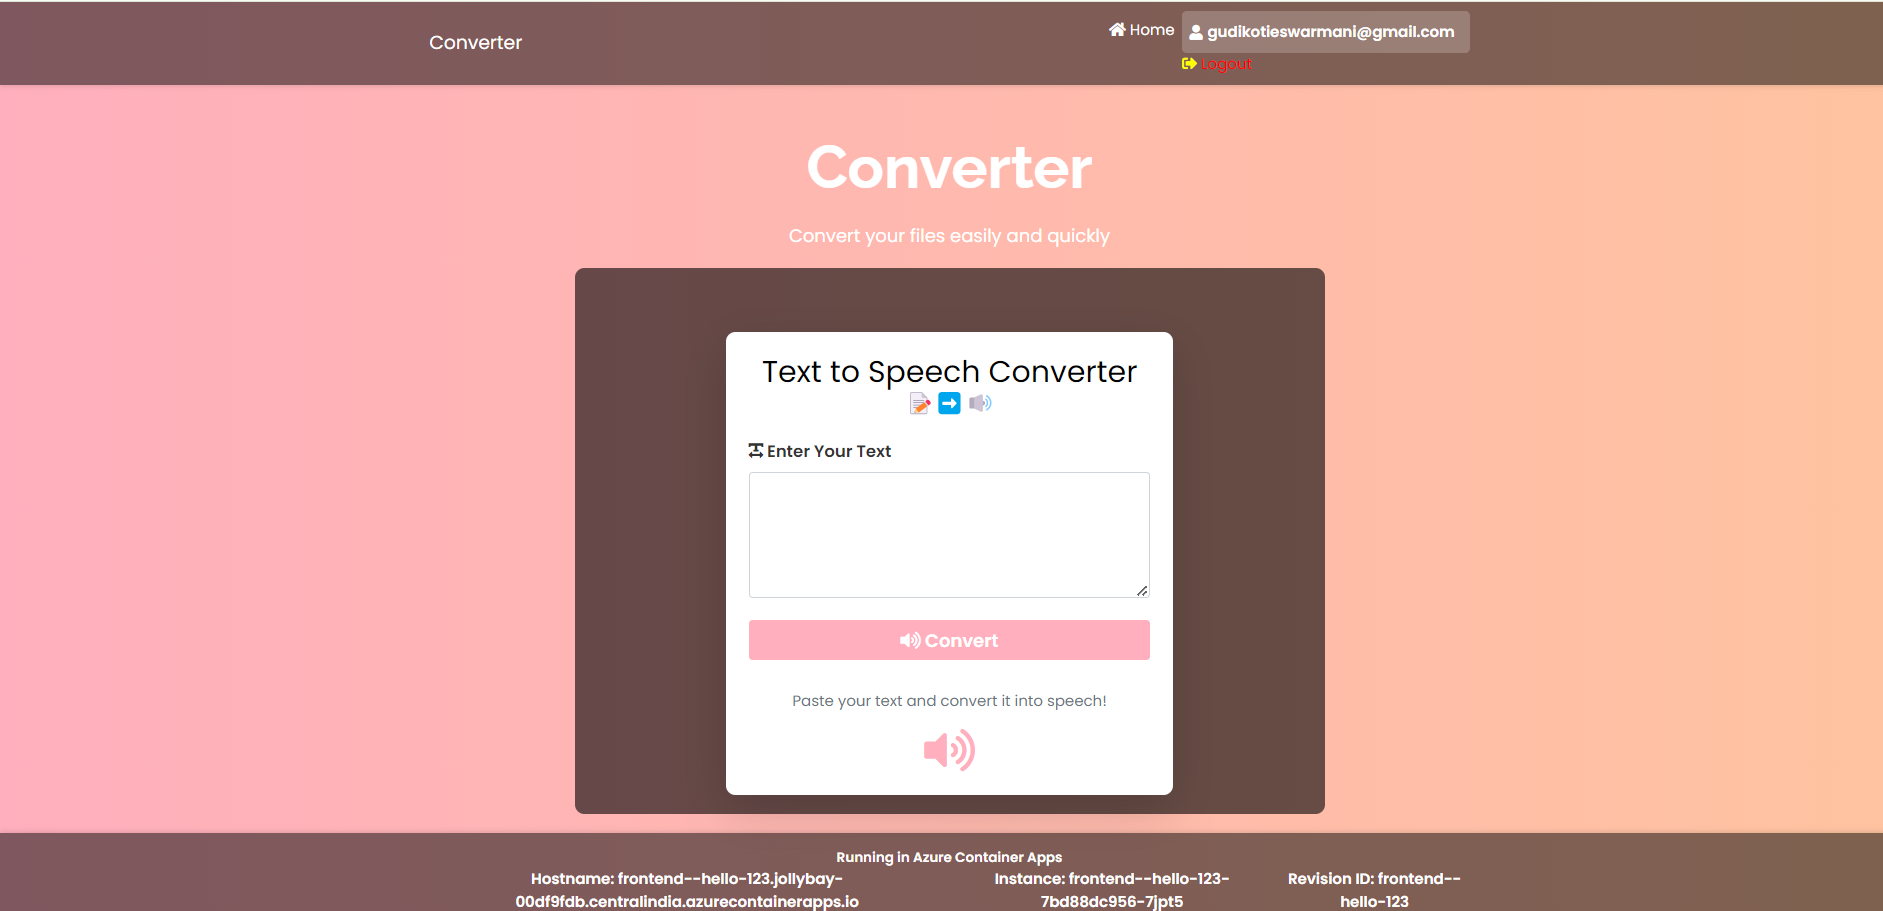 Converter
Home
gudikotieswarmani@gmail.com
Logout
Converter
Convert your files easily and quickly
Text to Speech Converter
Enter Your Text
Convert
Paste your text and convert it into speech!
Running in Azure Container Apps
Hostname: frontend--hello-123.jollybay-
00df9fdb.centralindia.azurecontainerapps.io
Instance: frontend--hello-123-
7bd88dc956-7jpt5
Revision ID: frontend--
hello-123